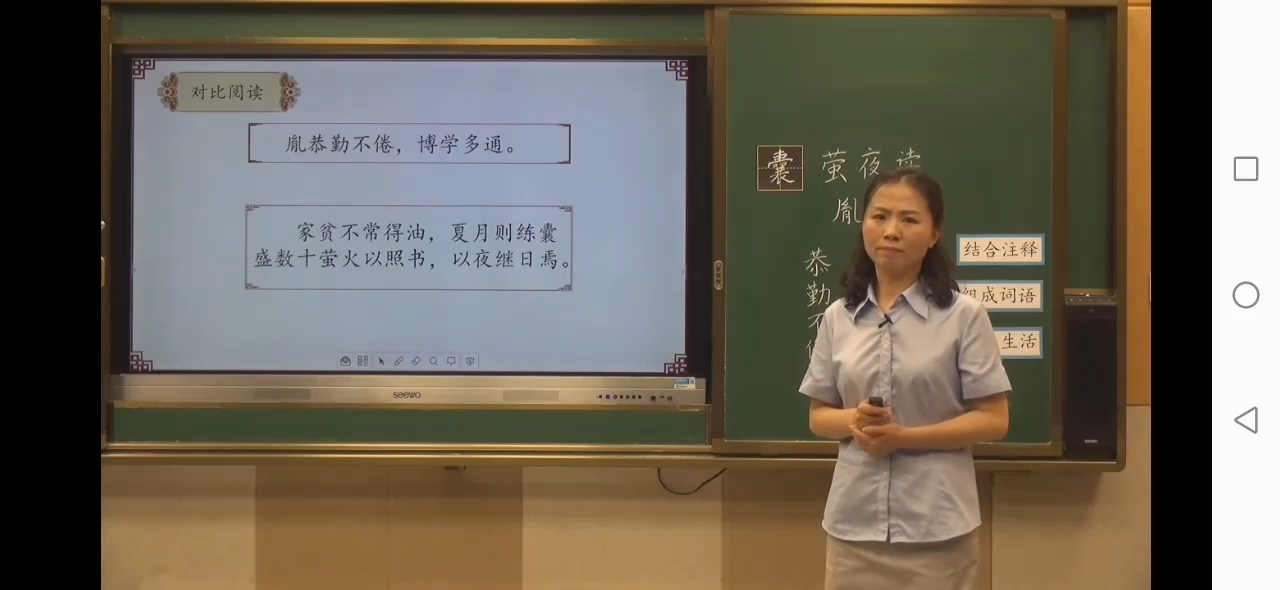 对比阅读
胤恭勤不倦，博学多通。
家贫不常得油，夏月则练囊
盛数十萤火以照书，以夜继日焉。
seewo
囊 萤夜读
胤
恭
勤
不
结合注释
组成词语
生活